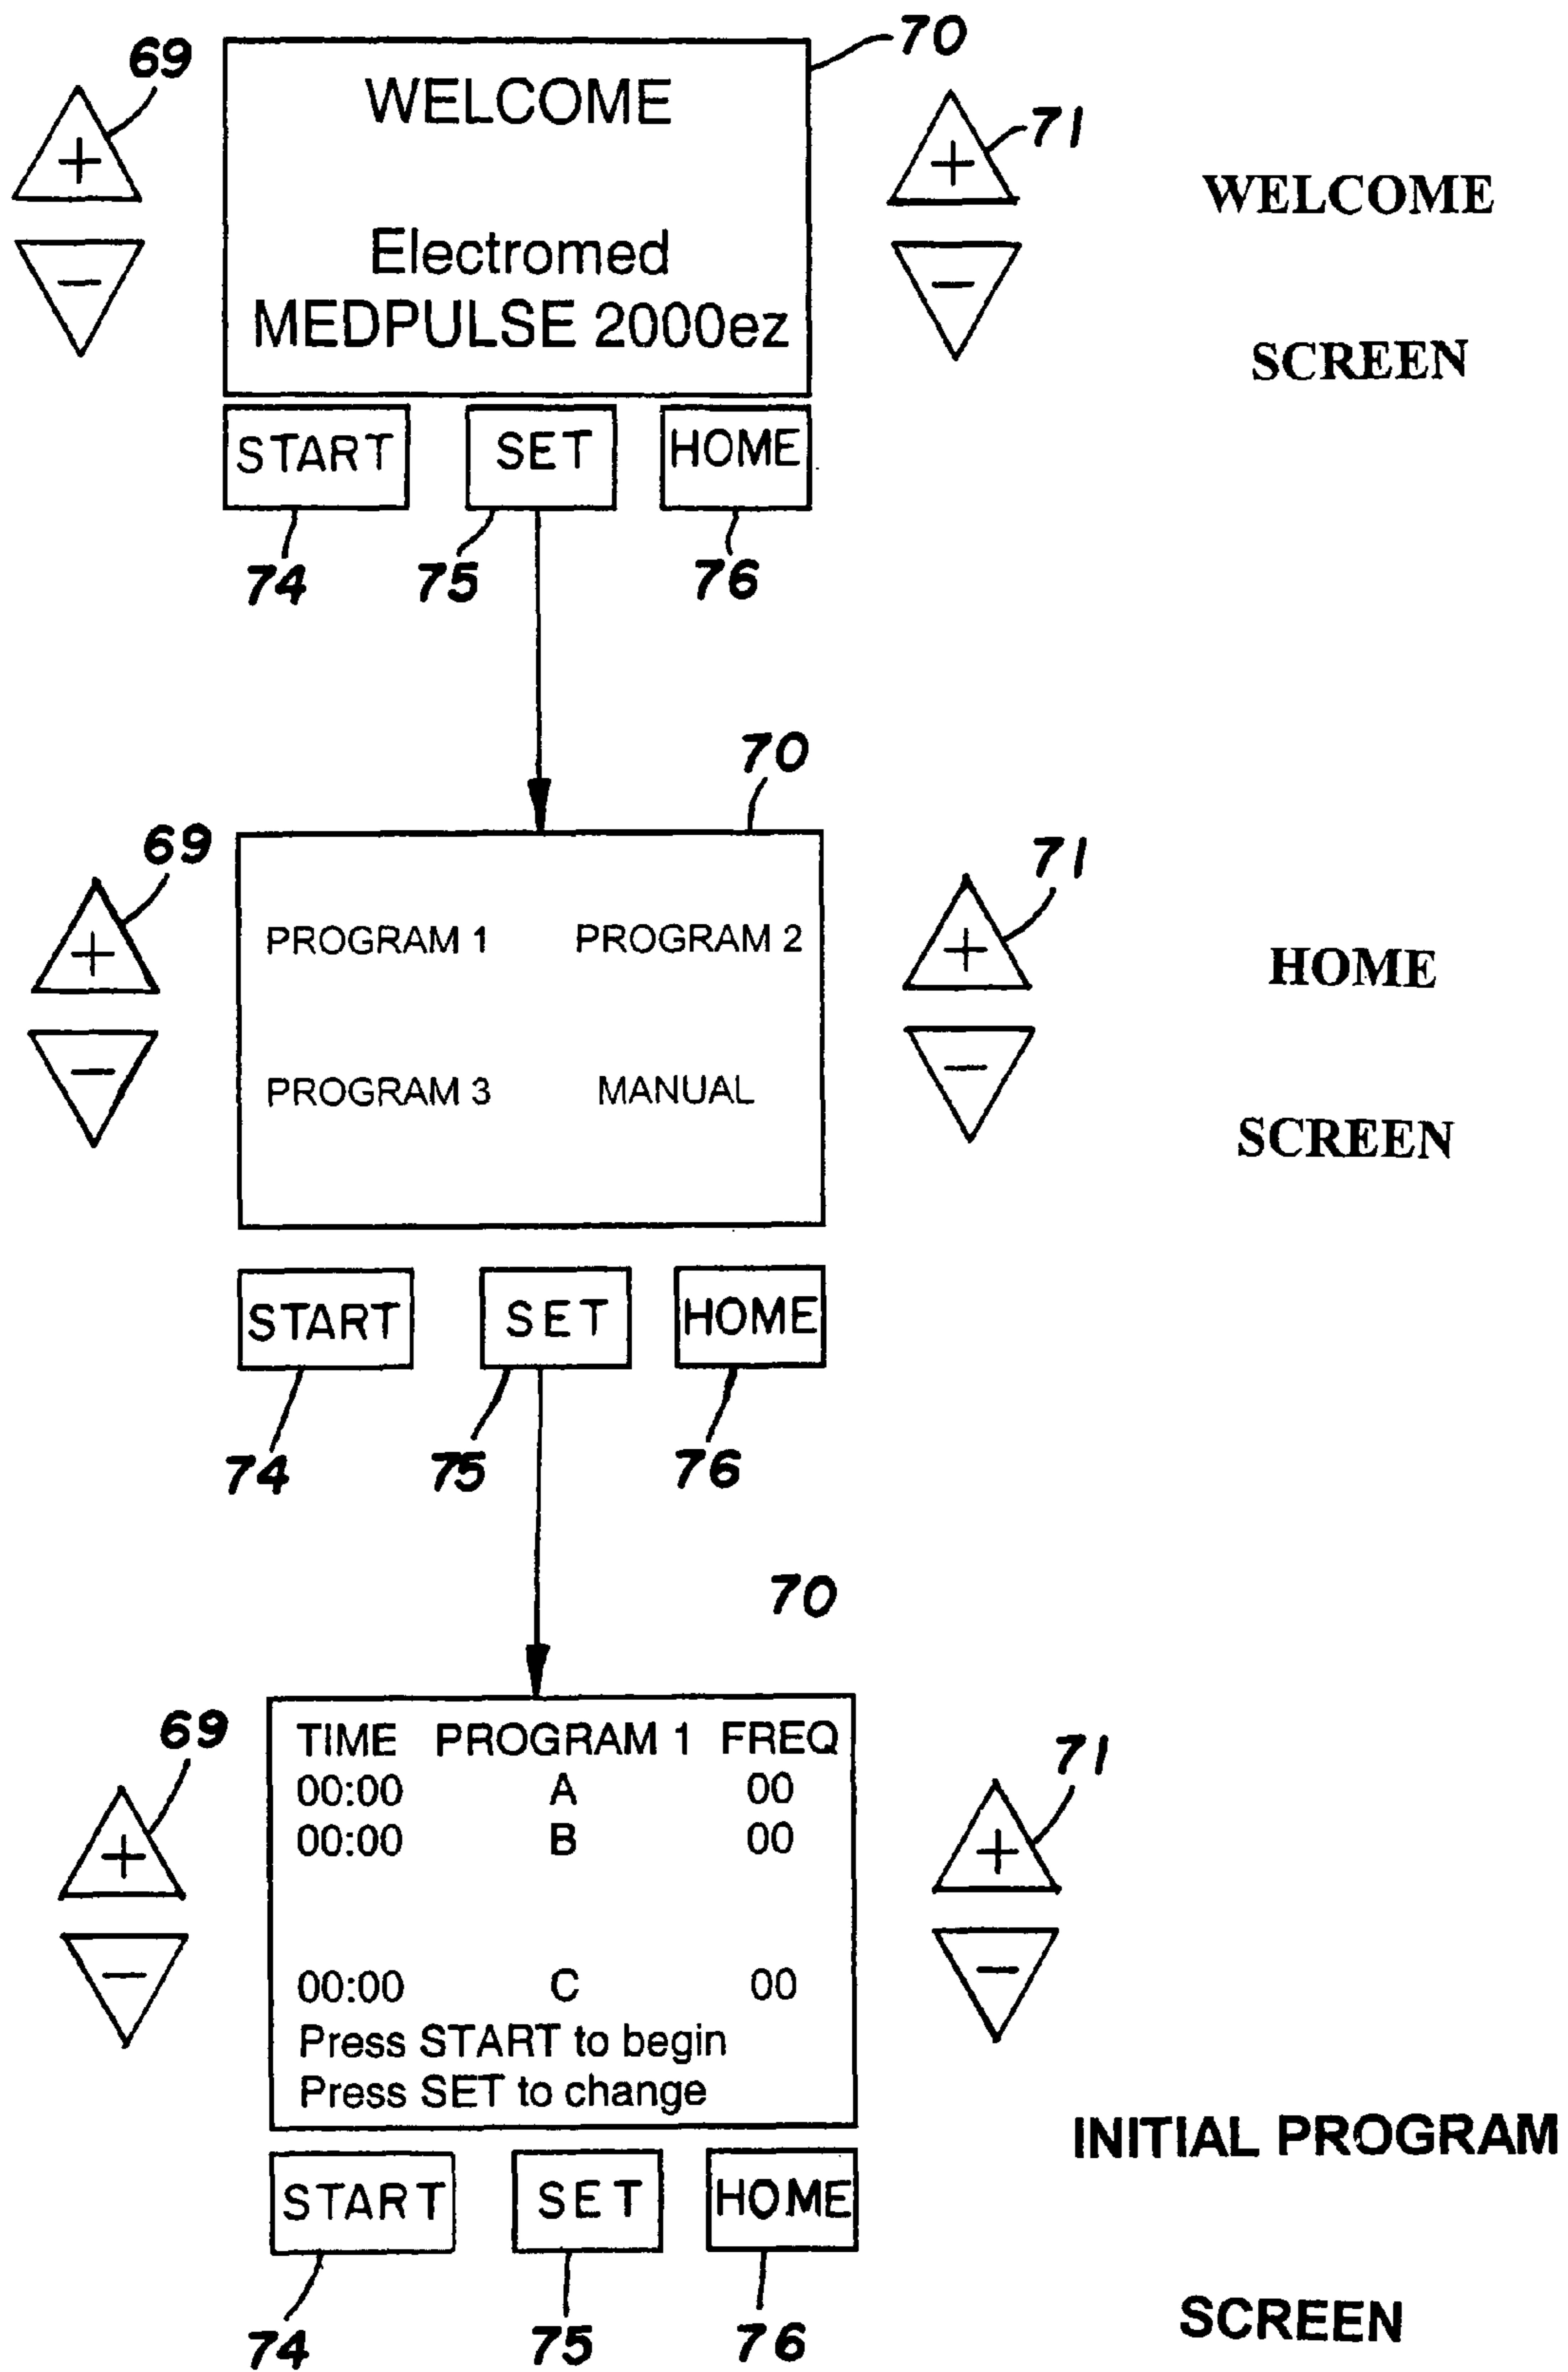 70
69
WELCOME
71
+
+
WELCOME
Electromed
−
−
MEDPULSE 2000ez
SCREEN
START SET HOME
74 75 76
70
69
71
+
+
PROGRAM 1 PROGRAM 2
HOME
−
−
PROGRAM 3 MANUAL
SCREEN
START SET HOME
74 75 76
70
69
71
TIME PROGRAM 1 FREQ
00:00 A 00
00:00 B 00
+
+
−
−
00:00 C 00
Press START to begin
Press SET to change
INITIAL PROGRAM
START SET HOME
SCREEN
74 75 76